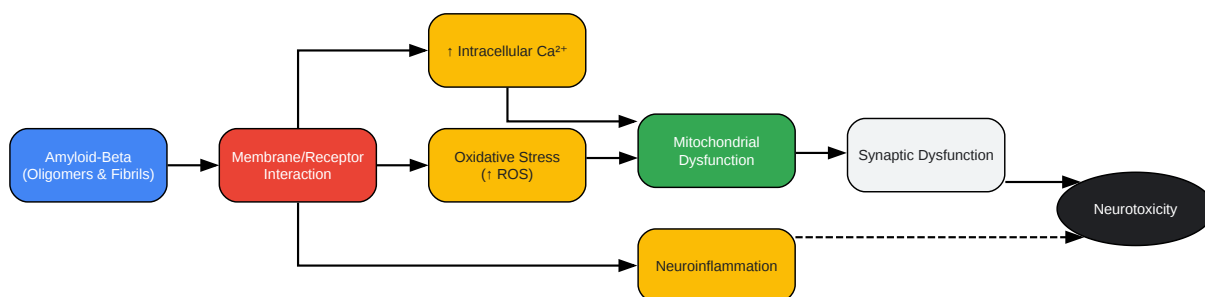 ↑ Intracellular Ca²⁺
Amyloid-Beta
(Oligomers & Fibrils)
Membrane/Receptor
Interaction
Oxidative Stress
(↑ ROS)
Mitochondrial
Dysfunction
Synaptic Dysfunction
Neurotoxicity
Neuroinflammation